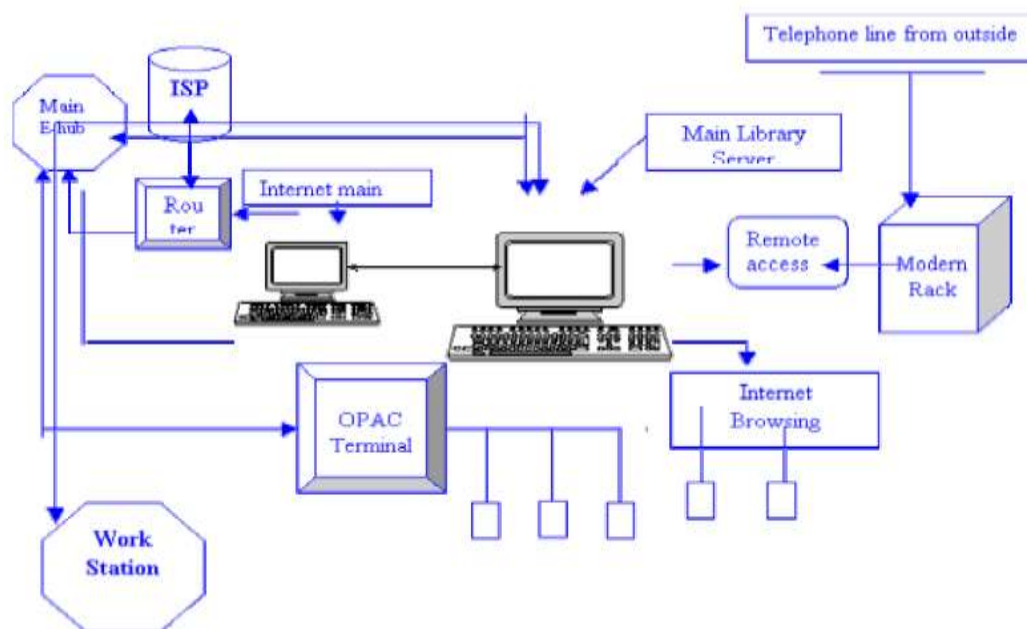 Telephone line from outside
ISP
Main
E-hub
Main Library
Server
Internet main
Rou
ter
Remote
access
Modern
Rack
Internet
Browsing
OPAC
Terminal
Work
Station